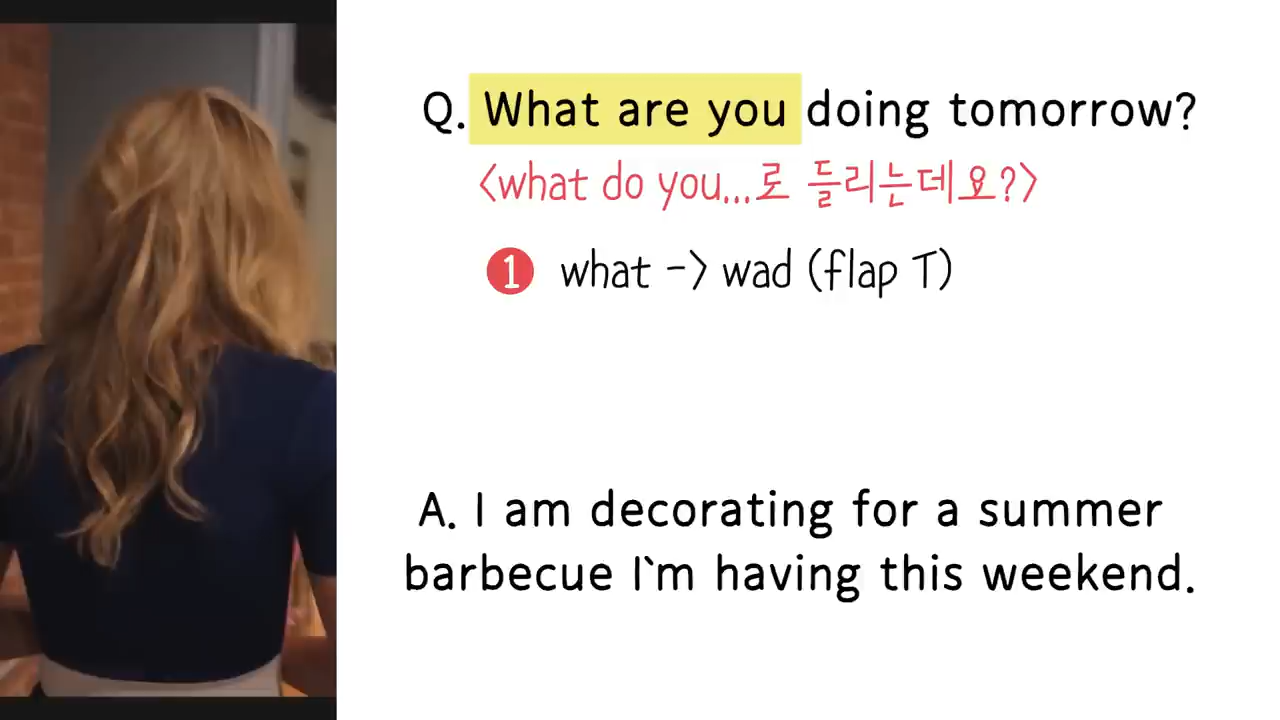 Q. What are you doing tomorrow?
<what do you...로 들리는데요?>
1 what -> wad (flap T)
A. I am decorating for a summer
barbecue I`m having this weekend.